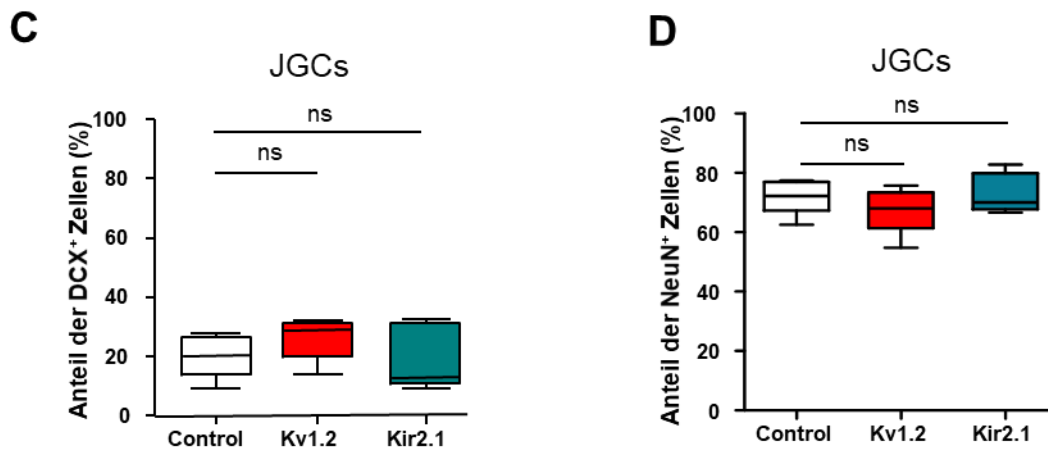 C
JGCs
Anteil der DCX⁺ Zellen (%)
100
80
60
40
20
0
ns
ns
Control Kv1.2 Kir2.1
D
JGCs
Anteil der NeuN⁺ Zellen (%)
100
80
60
40
20
0
ns
ns
Control Kv1.2 Kir2.1